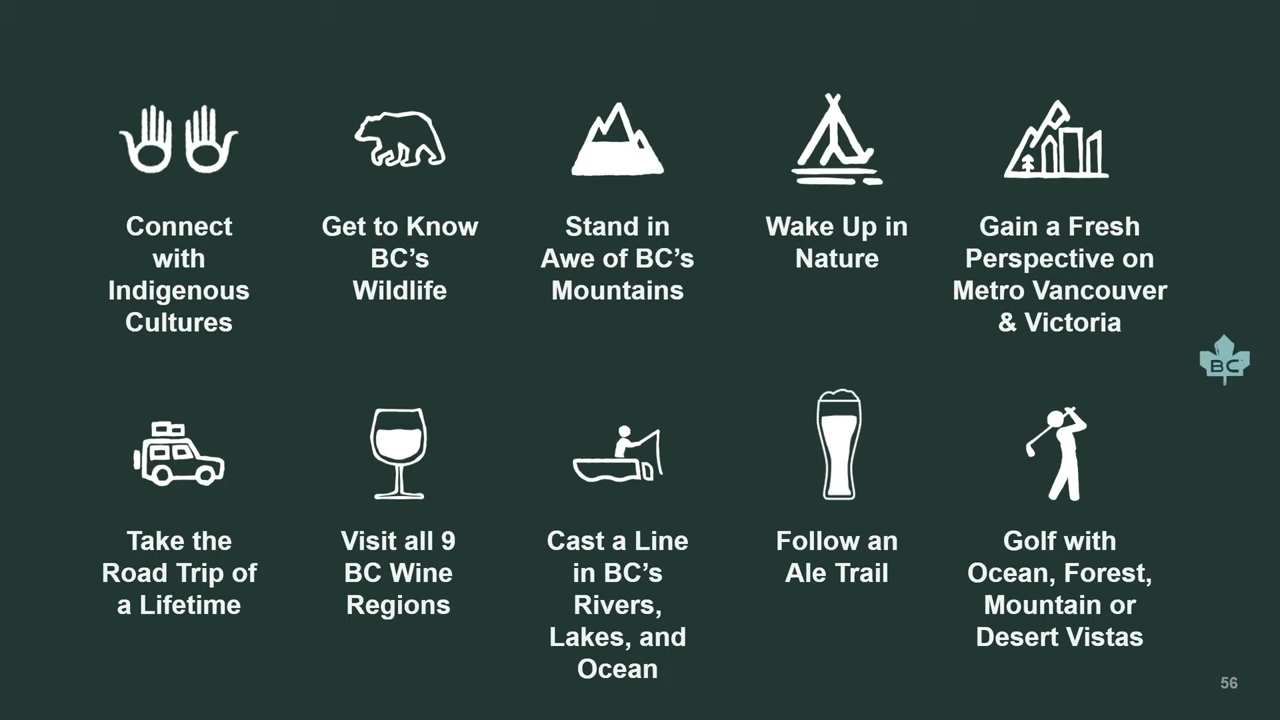 Connect
with
Indigenous
Cultures
Get to Know
BC’s
Wildlife
Stand in
Awe of BC’s
Mountains
Wake Up in
Nature
Gain a Fresh
Perspective on
Metro Vancouver
& Victoria
BC
Take the
Road Trip of
a Lifetime
Visit all 9
BC Wine
Regions
Cast a Line
in BC’s
Rivers,
Lakes, and
Ocean
Follow an
Ale Trail
Golf with
Ocean, Forest,
Mountain or
Desert Vistas
56